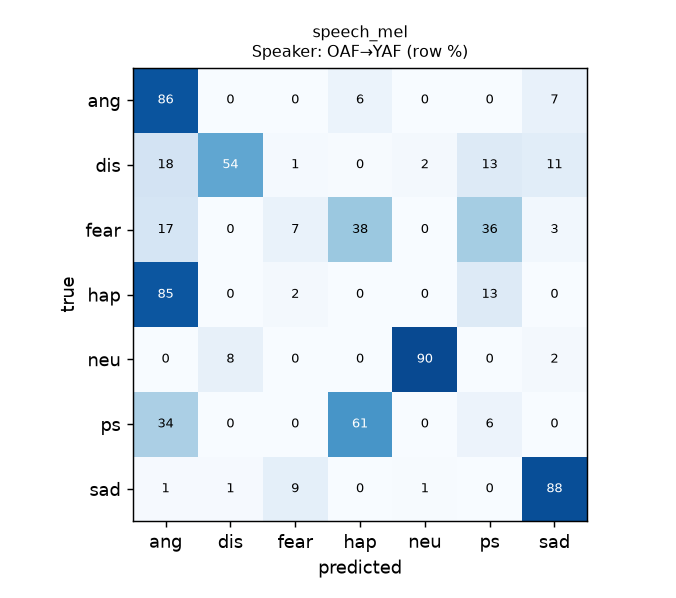 speech_mel
Speaker: OAF→YAF (row %)
ang 86 0 0 6 0 0 7
dis 18 54 1 0 2 13 11
fear 17 0 7 38 0 36 3
hap 85 0 2 0 0 13 0
neu 0 8 0 0 90 0 2
ps 34 0 0 61 0 6 0
sad 1 1 9 0 1 0 88
true
ang dis fear hap neu ps sad
predicted